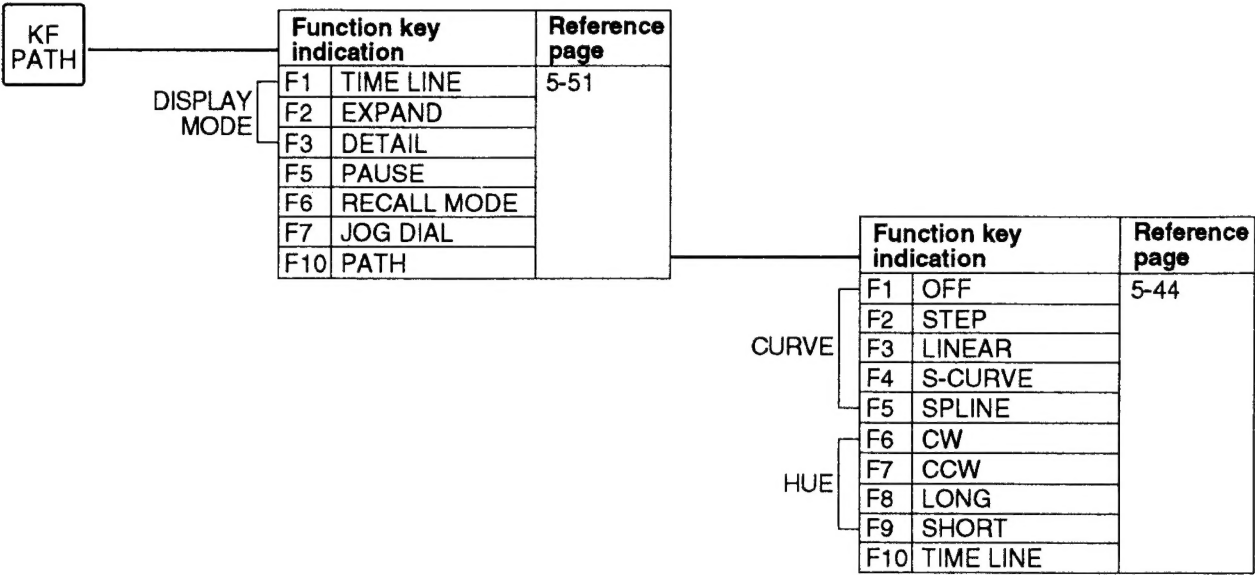 KF
PATH
Function key
indication
Reference
page
DISPLAY
MODE
F1 TIME LINE 5-51
F2 EXPAND
F3 DETAIL
F5 PAUSE
F6 RECALL MODE
F7 JOG DIAL
F10 PATH
Function key
indication
Reference
page
CURVE
F1 OFF 5-44
F2 STEP
F3 LINEAR
F4 S-CURVE
F5 SPLINE
HUE
F6 CW
F7 CCW
F8 LONG
F9 SHORT
F10 TIME LINE